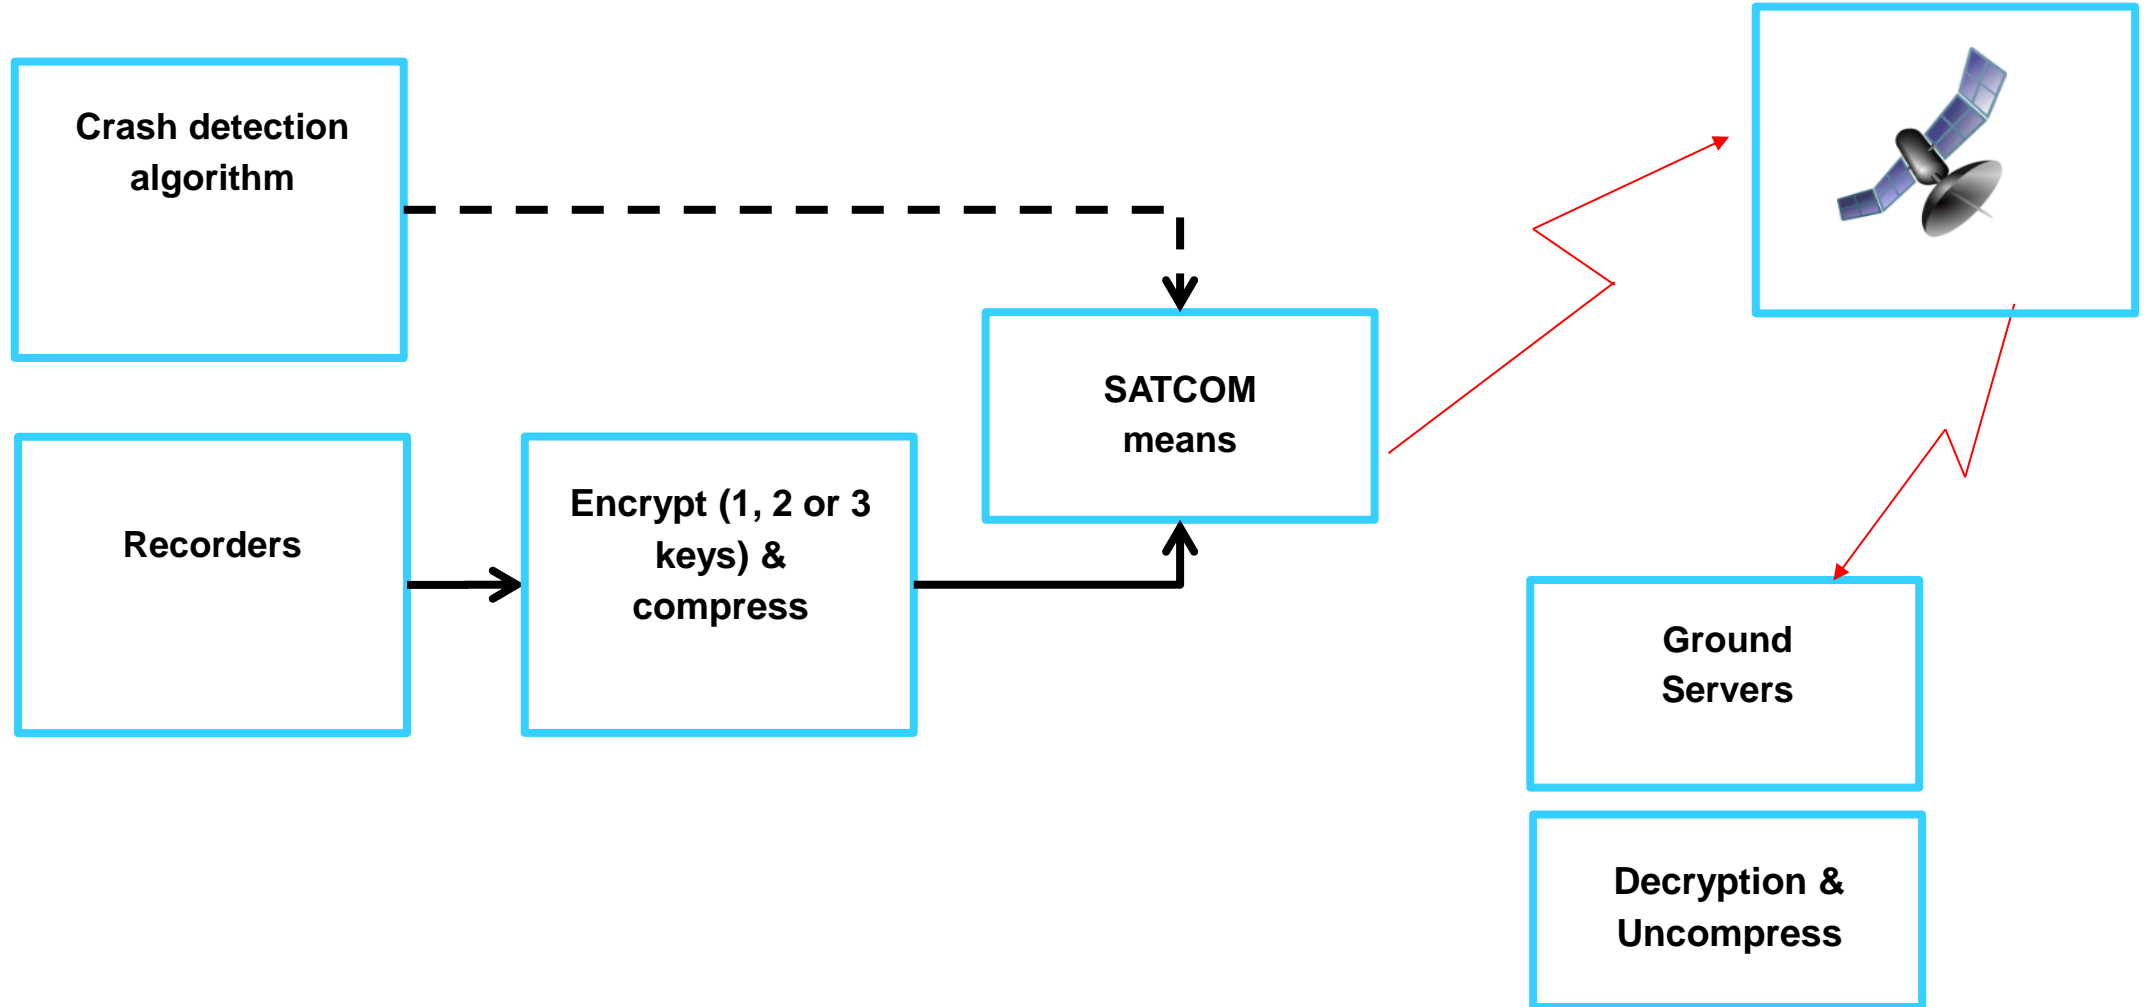 Crash detection
algorithm
SATCOM
means
Recorders
Encrypt (1, 2 or 3
keys) &
compress
Ground
Servers
Decryption &
Uncompress